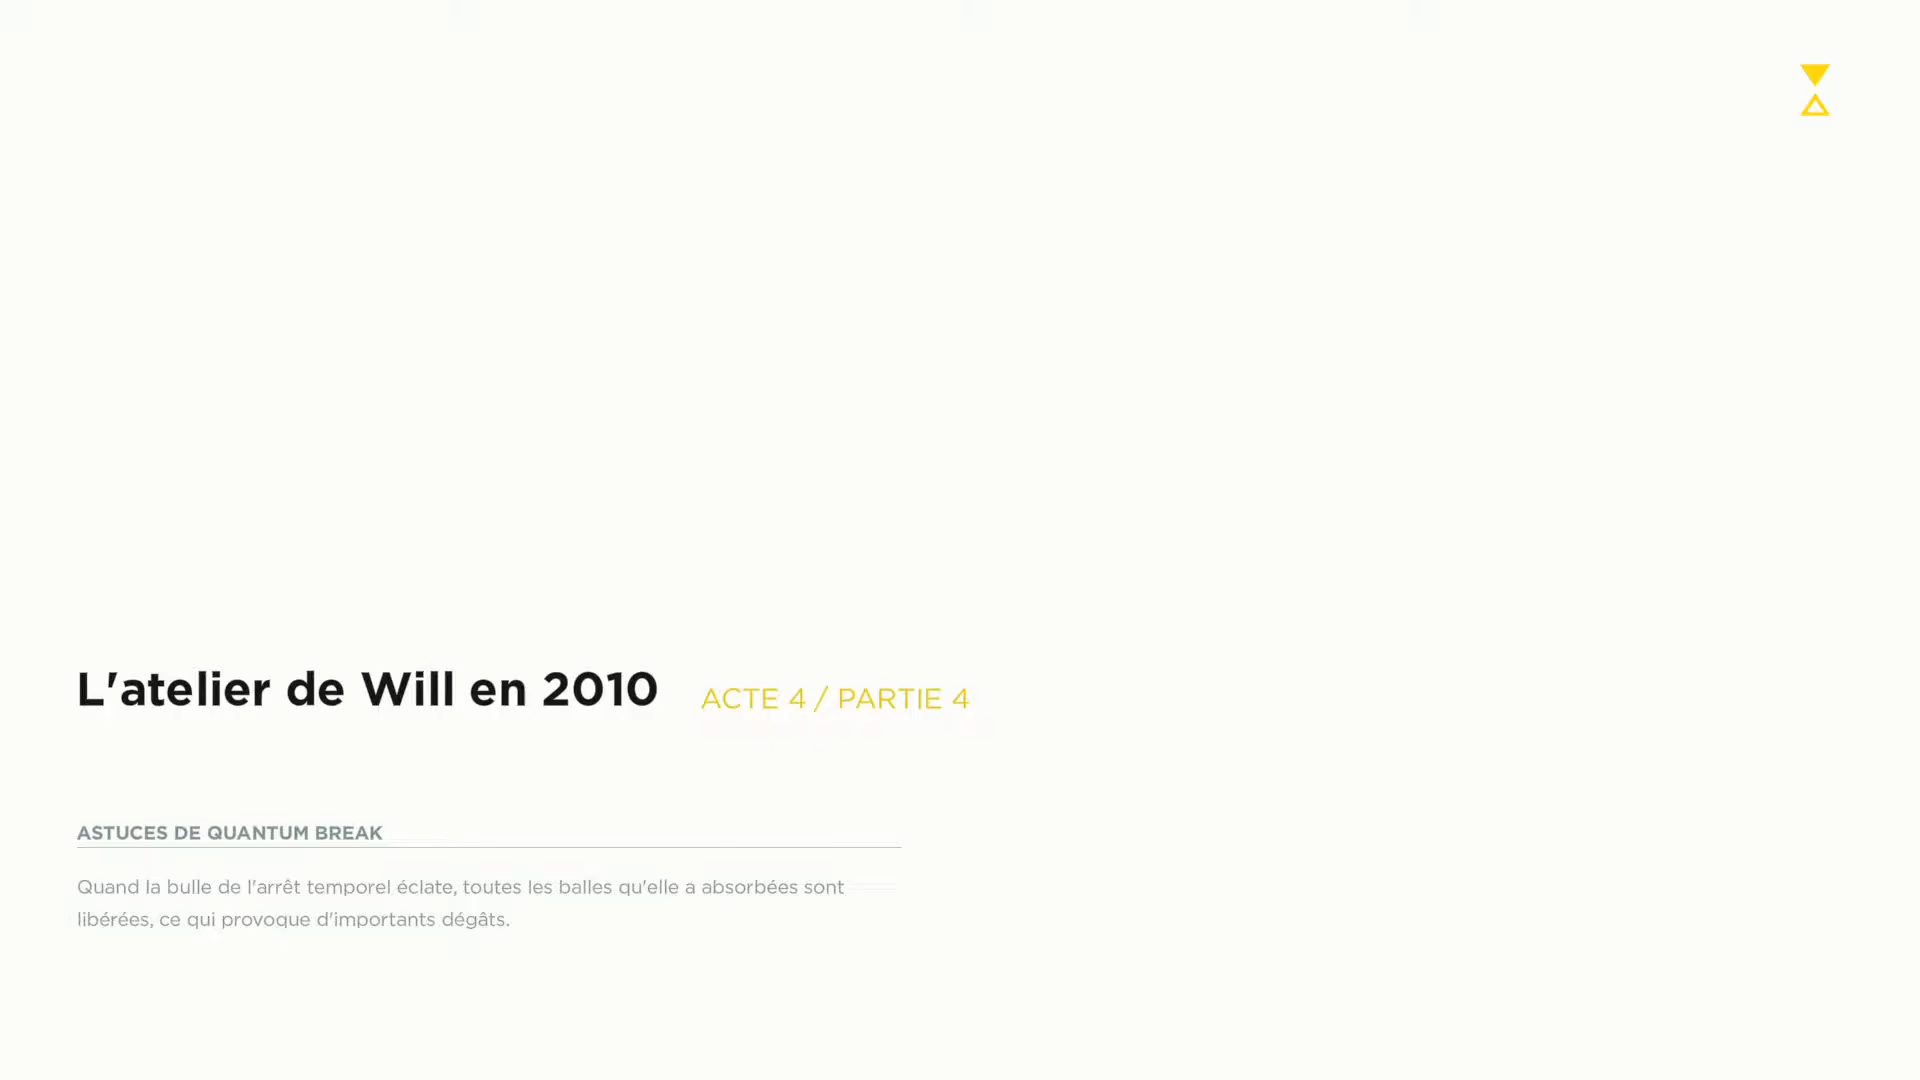 L'atelier de Will en 2010 ACTE 4 / PARTIE 4
ASTUCES DE QUANTUM BREAK
Quand la bulle de l'arrêt temporel éclate, toutes les balles qu'elle a absorbées sont
libérées, ce qui provoque d'importants dégâts.